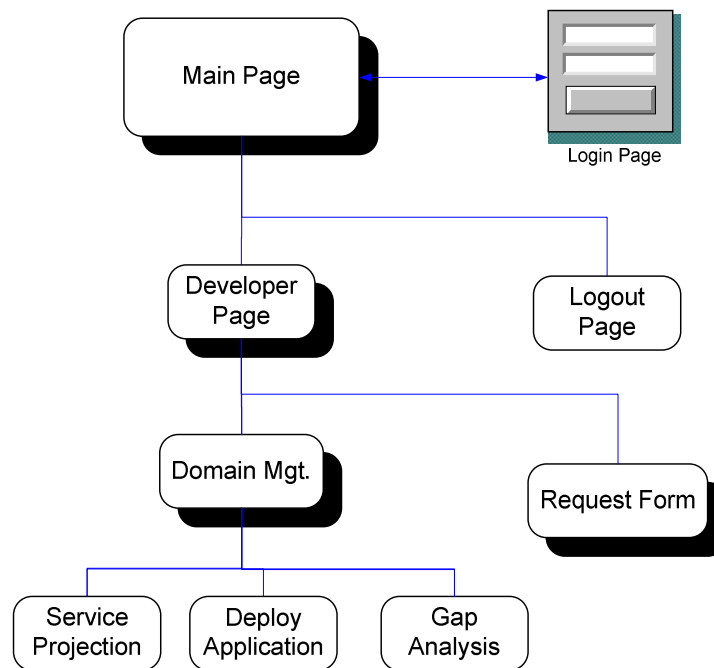 Main Page
Login Page
Developer
Page
Logout
Page
Domain Mgt.
Request Form
Service
Projection
Deploy
Application
Gap
Analysis